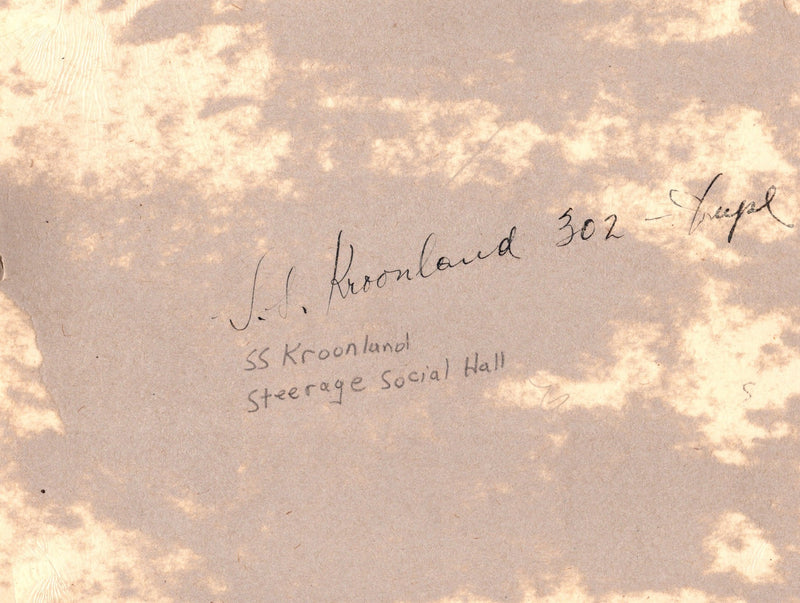 S.S. Kroonland 302 –
SS Kroonland
Steerage Social Hall